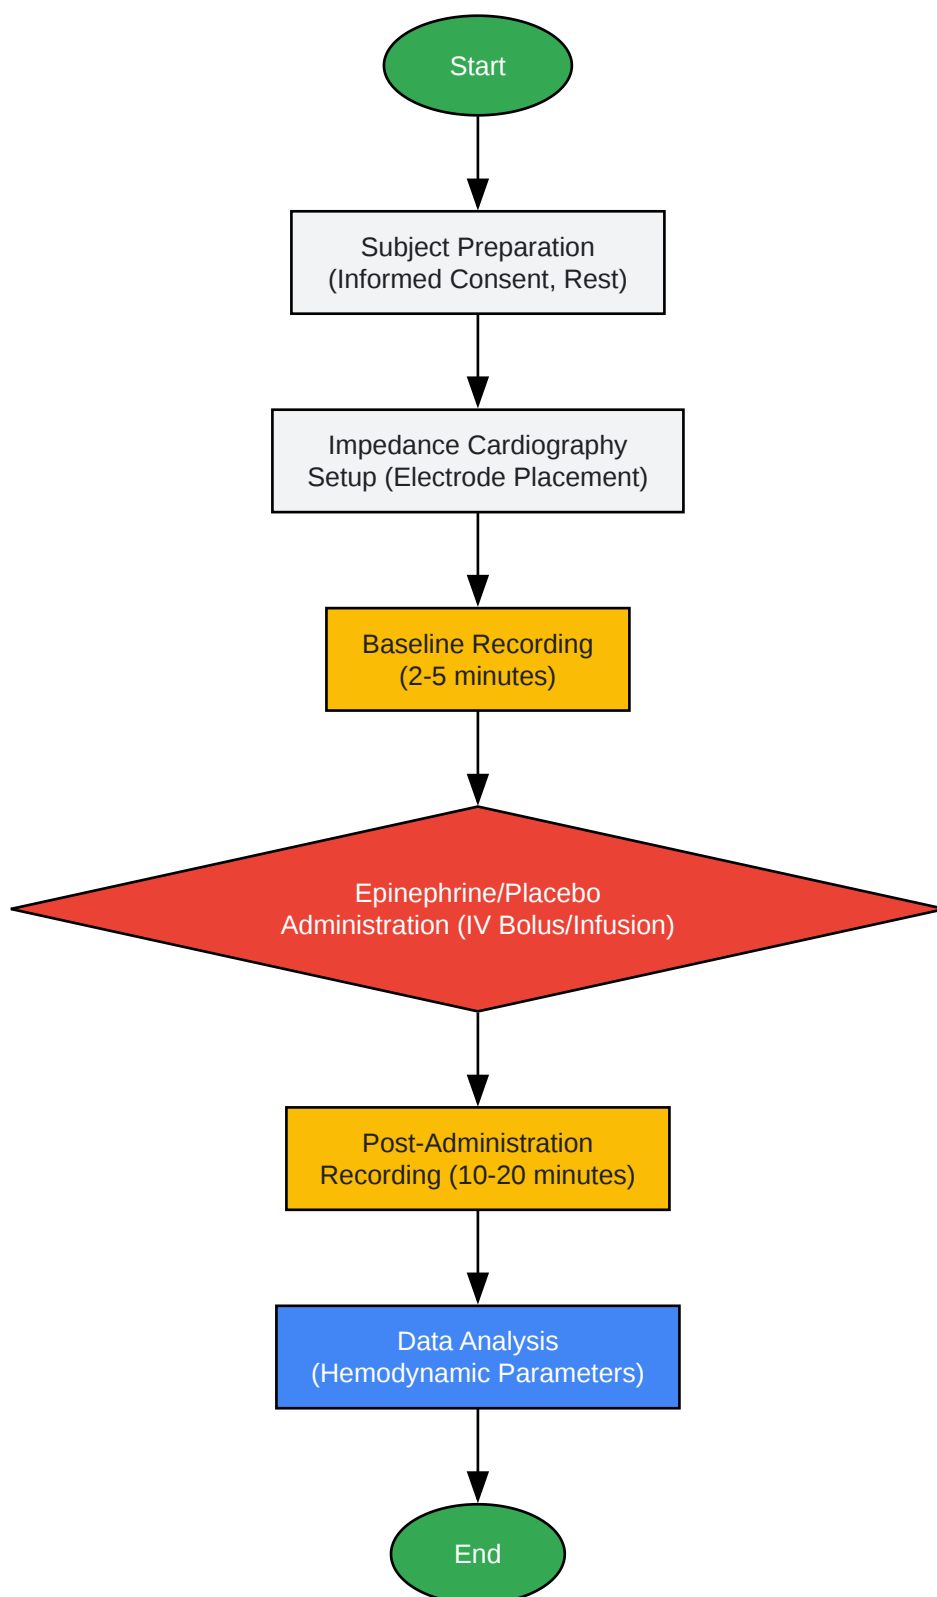 Start
Subject Preparation
(Informed Consent, Rest)
Impedance Cardiography
Setup (Electrode Placement)
Baseline Recording
(2-5 minutes)
Epinephrine/Placebo
Administration (IV Bolus/Infusion)
Post-Administration
Recording (10-20 minutes)
Data Analysis
(Hemodynamic Parameters)
End